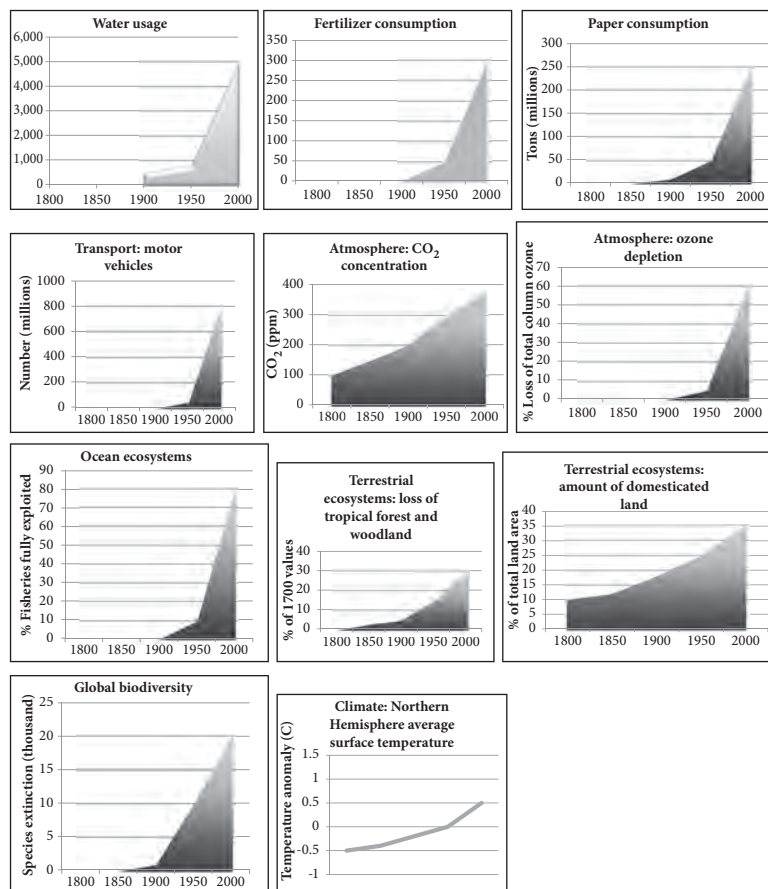 Water usage
6,000
5,000
4,000
3,000
2,000
1,000
0
1800 1850 1900 1950 2000
Fertilizer consumption
350
300
250
200
150
100
50
0
1800 1850 1900 1950 2000
Paper consumption
Tons (millions)
300
250
200
150
100
50
0
1800 1850 1900 1950 2000
Transport: motor
vehicles
Number (millions)
1000
800
600
400
200
0
1800 1850 1900 1950 2000
Atmosphere: CO2
concentration
CO2 (ppm)
400
300
200
100
0
1800 1850 1900 1950 2000
Atmosphere: ozone
depletion
% Loss of total column ozone
70
60
50
40
30
20
10
0
1800 1850 1900 1950 2000
Ocean ecosystems
% Fisheries fully exploited
90
80
70
60
50
40
30
20
10
0
1800 1850 1900 1950 2000
Terrestrial
ecosystems: loss of
tropical forest and
woodland
% of 1700 values
40
30
20
10
0
1800 1850 1900 1950 2000
Terrestrial ecosystems:
amount of domesticated
land
% of total land area
40
35
30
25
20
15
10
5
0
1800 1850 1900 1950 2000
Global biodiversity
Species extinction (thousand)
25
20
15
10
5
0
1800 1850 1900 1950 2000
Climate: Northern
Hemisphere average
surface temperature
Temperature anomaly (C)
1.5
1
0.5
0
-0.5
-1